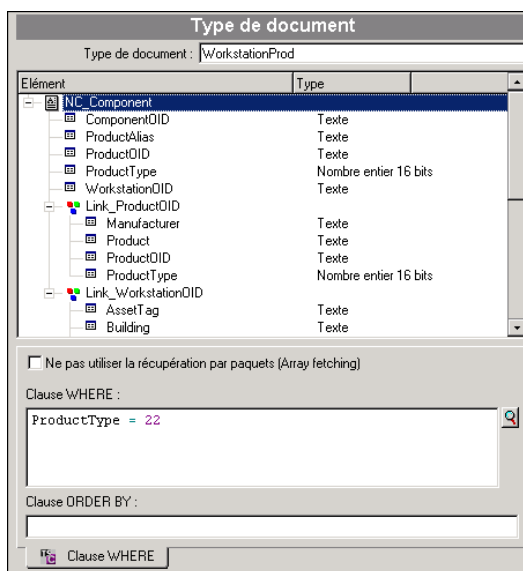 Type de document
Type de document : WorkstationProd
Elément Type
NC_Component
ComponentOID Texte
ProductAlias Texte
ProductOID Texte
ProductType Nombre entier 16 bits
WorkstationOID Texte
Link_ProductOID
Manufacturer Texte
Product Texte
ProductOID Texte
ProductType Nombre entier 16 bits
Link_WorkstationOID
AssetTag Texte
Building Texte
Ne pas utiliser la récupération par paquets (Array fetching)
Clause WHERE :
ProductType = 22
Clause ORDER BY :
Clause WHERE